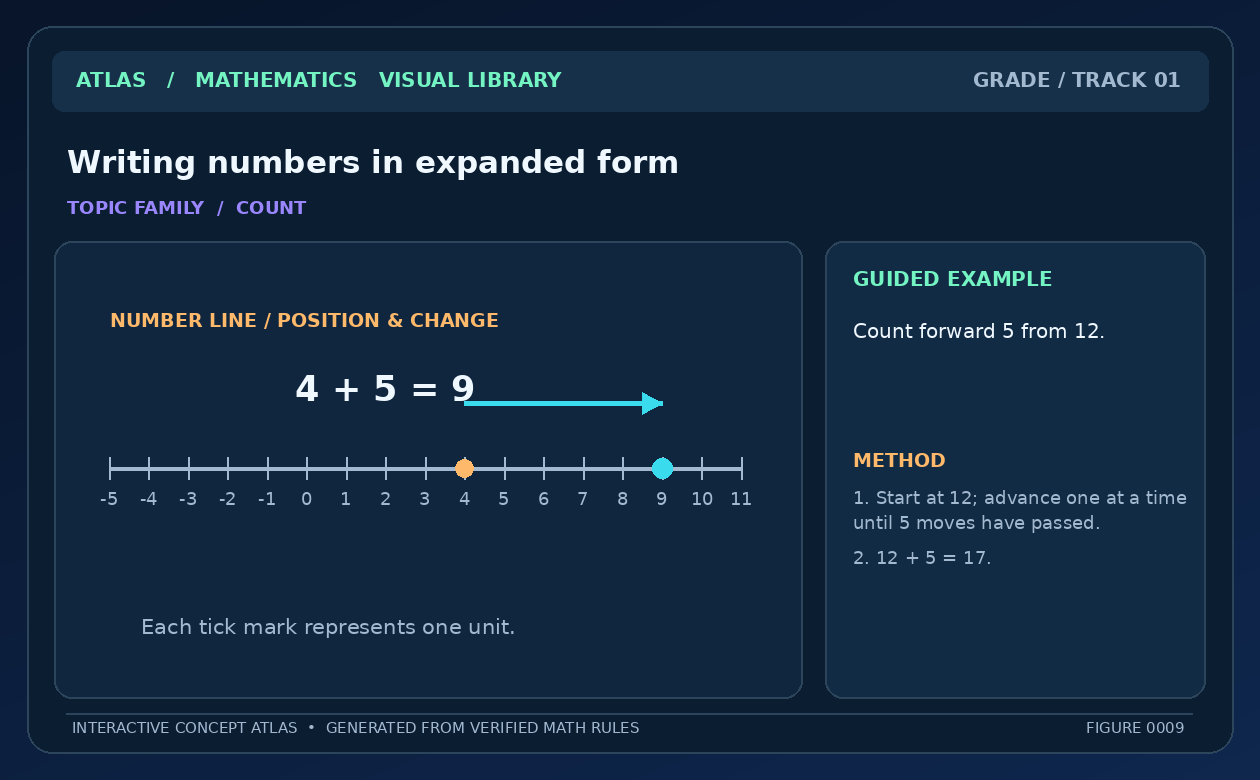 ATLAS / MATHEMATICS VISUAL LIBRARY
GRADE / TRACK 01
Writing numbers in expanded form
TOPIC FAMILY / COUNT
NUMBER LINE / POSITION & CHANGE
4 + 5 = 9
-5 -4 -3 -2 -1 0 1 2 3 4 5 6 7 8 9 10 11
Each tick mark represents one unit.
GUIDED EXAMPLE
Count forward 5 from 12.
METHOD
1. Start at 12; advance one at a time
until 5 moves have passed.
2. 12 + 5 = 17.
INTERACTIVE CONCEPT ATLAS • GENERATED FROM VERIFIED MATH RULES
FIGURE 0009